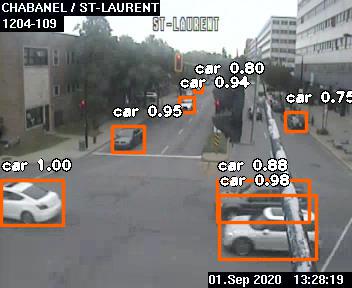 CHABANEL / ST-LAURENT
1204-109
ST-LAURENT
car 0.80
car 0.94
car 0.95
car 0.75
car 1.00
car 0.88
car 0.98
01.Sep 2020 13:28:19